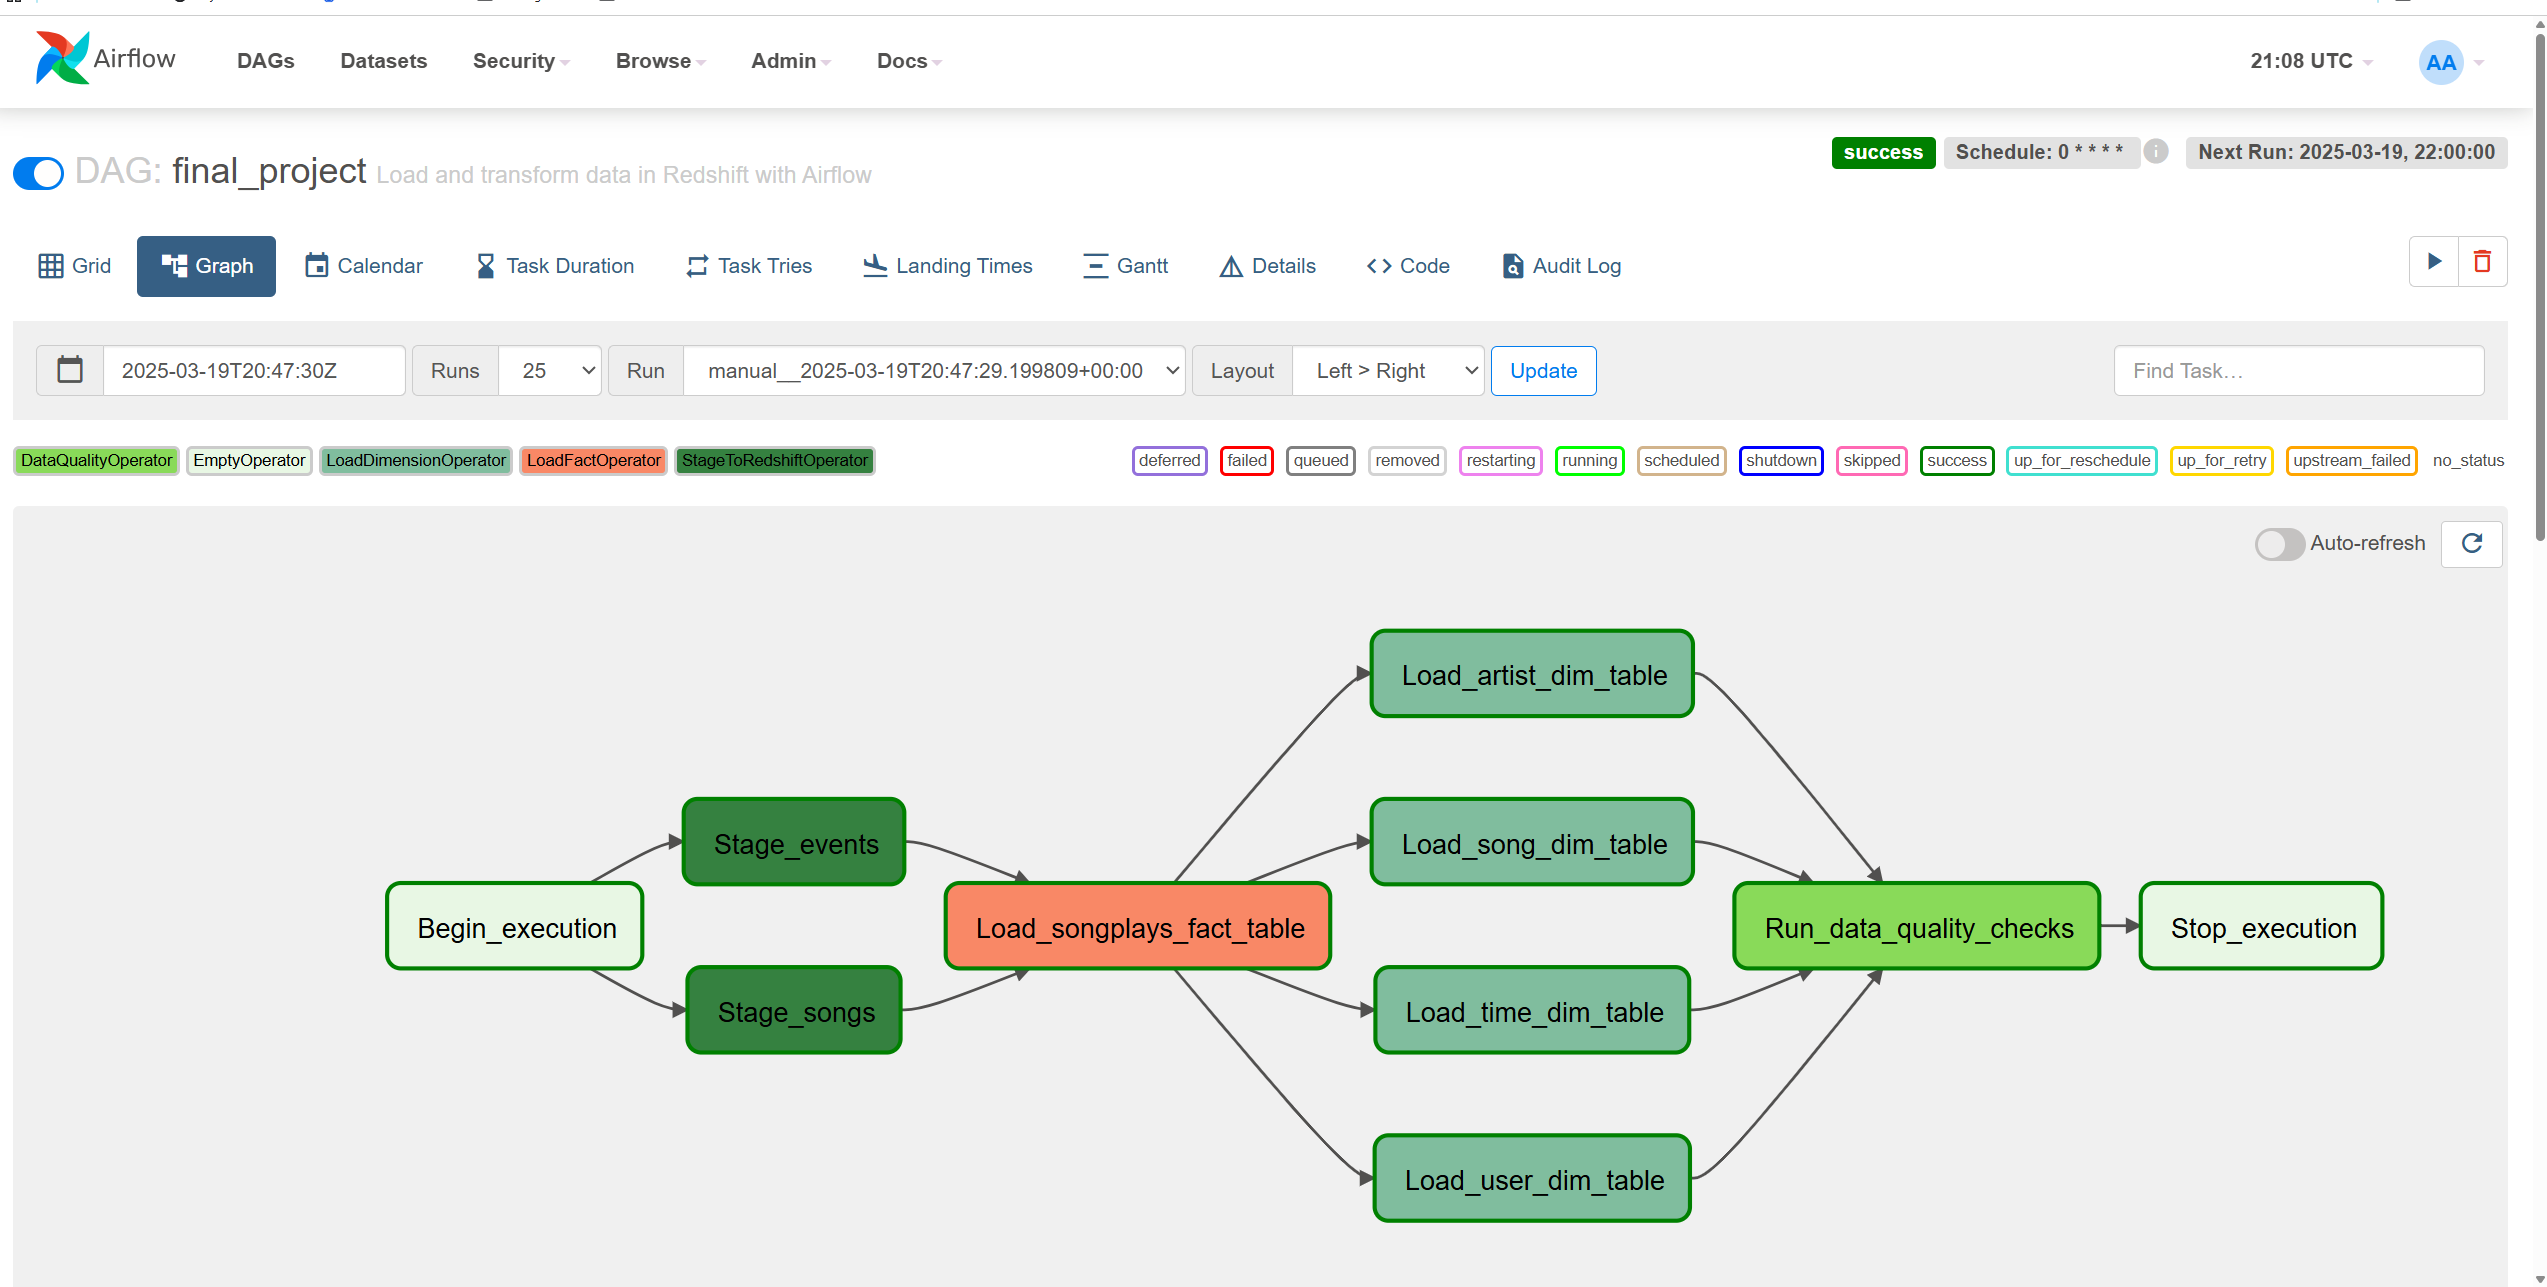 Airflow DAGs Datasets Security Browse Admin Docs 21:08 UTC AA
DAG: final_project Load and transform data in Redshift with Airflow
success Schedule: 0 * * * * i Next Run: 2025-03-19, 22:00:00
Grid Graph Calendar Task Duration Task Tries Landing Times Gantt Details Code Audit Log
2025-03-19T20:47:30Z Runs 25 Run manual__2025-03-19T20:47:29.199809+00:00 Layout Left > Right Update Find Task…
DataQualityOperator EmptyOperator LoadDimensionOperator LoadFactOperator StageToRedshiftOperator deferred failed queued removed restarting running scheduled shutdown skipped success up_for_reschedule up_for_retry upstream_failed no_status
Auto-refresh
Load_artist_dim_table
Stage_events Load_song_dim_table
Begin_execution Load_songplays_fact_table Run_data_quality_checks Stop_execution
Stage_songs Load_time_dim_table
Load_user_dim_table